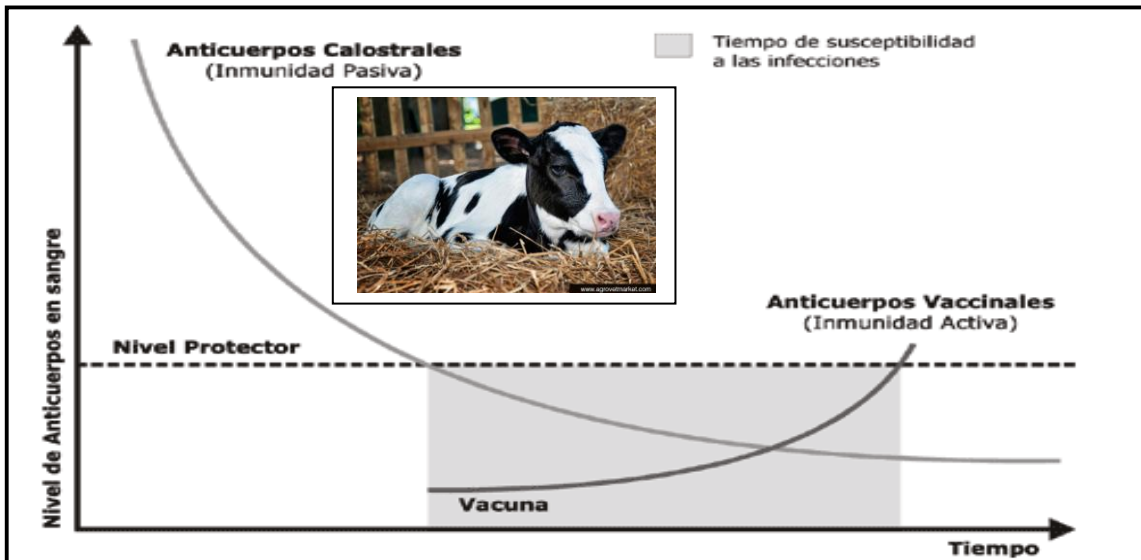 Anticuerpos Calostrales
(Inmunidad Pasiva)
Tiempo de susceptibilidad
a las infecciones
www.agrovetmarket.com
Nivel de Anticuerpos en sangre
Anticuerpos Vaccinales
(Inmunidad Activa)
Nivel Protector
Vacuna
Tiempo